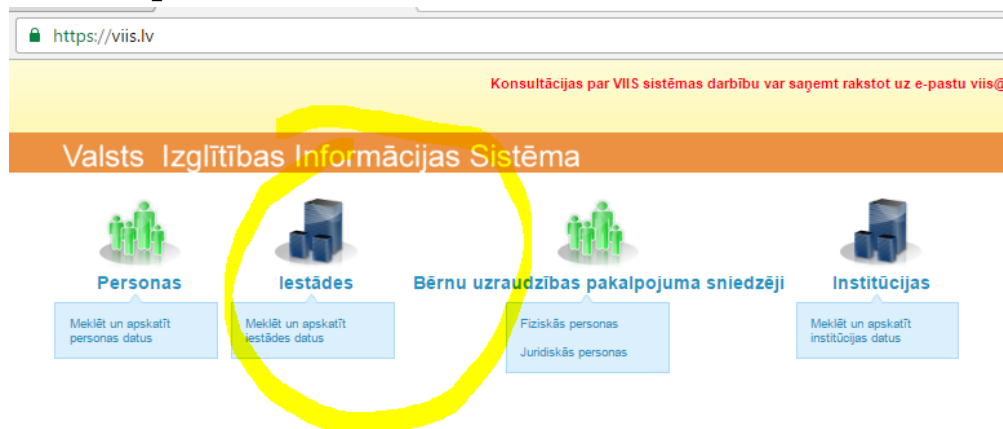 https://viis.lv
Konsultācijas par VIIS sistēmas darbību var saņemt rakstot uz e-pastu viis@
Valsts Izglītības Informācijas Sistēma
Personas
Iestādes
Bērnu uzraudzības pakalpojuma sniedzēji
Institūcijas
Meklēt un apskatīt
personas datus
Meklēt un apskatīt
iestādes datus
Fiziskās personas
Juridiskās personas
Meklēt un apskatīt
institūcijas datus